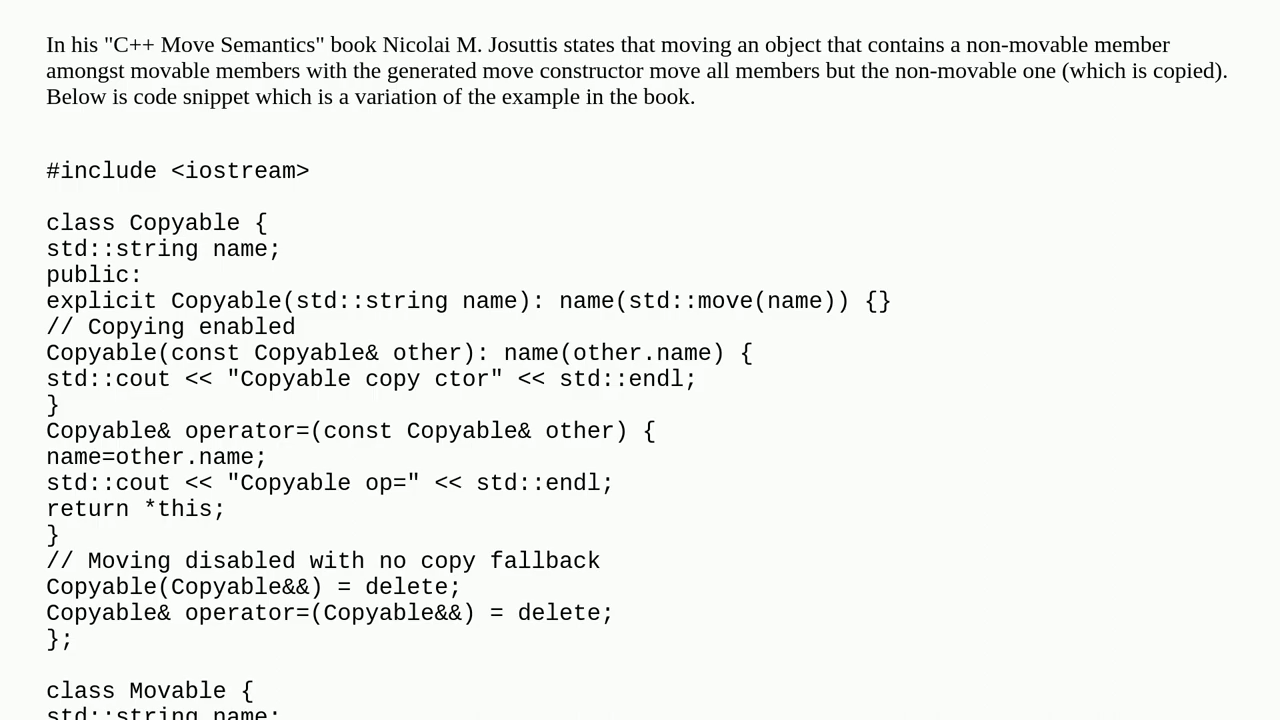 In his "C++ Move Semantics" book Nicolai M. Josuttis states that moving an object that contains a non-movable member
amongst movable members with the generated move constructor move all members but the non-movable one (which is copied).
Below is code snippet which is a variation of the example in the book.
#include <iostream>
class Copyable {
std::string name;
public:
explicit Copyable(std::string name): name(std::move(name)) {}
// Copying enabled
Copyable(const Copyable& other): name(other.name) {
std::cout << "Copyable copy ctor" << std::endl;
}
Copyable& operator=(const Copyable& other) {
name=other.name;
std::cout << "Copyable op=" << std::endl;
return *this;
}
// Moving disabled with no copy fallback
Copyable(Copyable&&) = delete;
Copyable& operator=(Copyable&&) = delete;
};
class Movable {
std::string name;